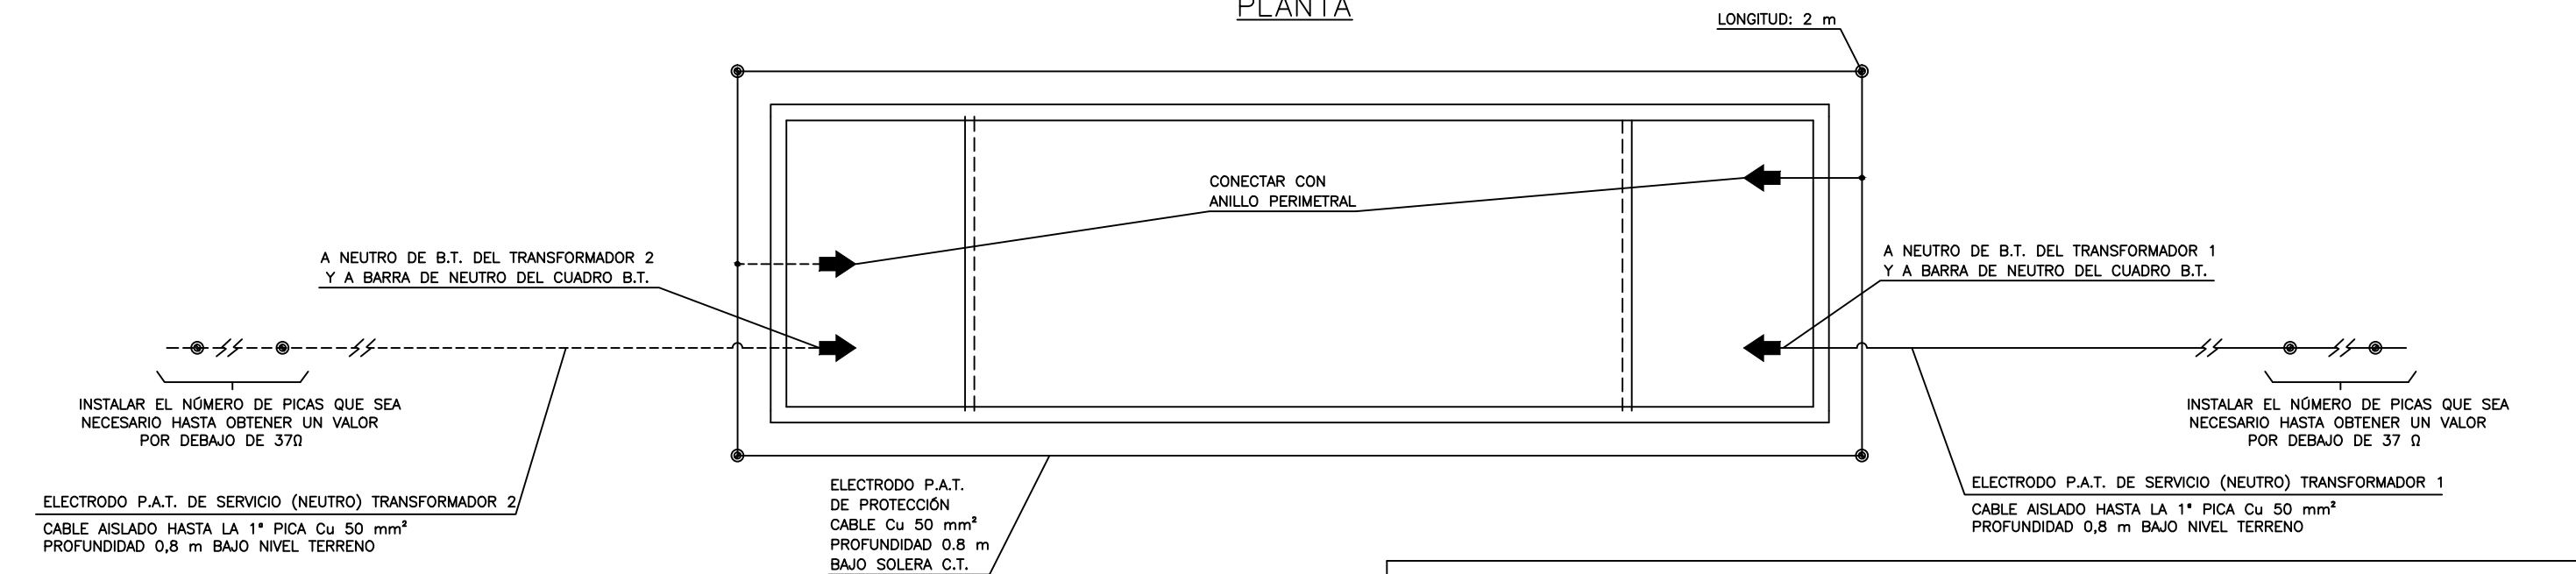 PLANTA
LONGITUD: 2 m
CONECTAR CON
ANILLO PERIMETRAL
A NEUTRO DE B.T. DEL TRANSFORMADOR 2
Y A BARRA DE NEUTRO DEL CUADRO B.T.
A NEUTRO DE B.T. DEL TRANSFORMADOR 1
Y A BARRA DE NEUTRO DEL CUADRO B.T.
INSTALAR EL NÚMERO DE PICAS QUE SEA
NECESARIO HASTA OBTENER UN VALOR
POR DEBAJO DE 37Ω
INSTALAR EL NÚMERO DE PICAS QUE SEA
NECESARIO HASTA OBTENER UN VALOR
POR DEBAJO DE 37 Ω
ELECTRODO P.A.T. DE SERVICIO (NEUTRO) TRANSFORMADOR 2
CABLE AISLADO HASTA LA 1ª PICA Cu 50 mm²
PROFUNDIDAD 0,8 m BAJO NIVEL TERRENO
ELECTRODO P.A.T.
DE PROTECCIÓN
CABLE Cu 50 mm²
PROFUNDIDAD 0.8 m
BAJO SOLERA C.T.
ELECTRODO P.A.T. DE SERVICIO (NEUTRO) TRANSFORMADOR 1
CABLE AISLADO HASTA LA 1ª PICA Cu 50 mm²
PROFUNDIDAD 0,8 m BAJO NIVEL TERRENO